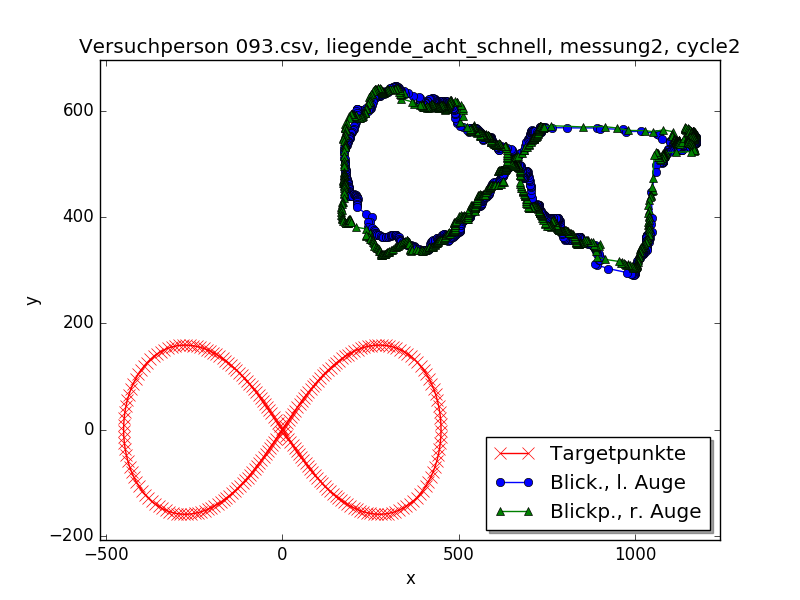 Versuchperson 093.csv, liegende_acht_schnell, messung2, cycle2
y
600
400
200
0
−200
−500
0
500
1000
x
Targetpunkte
Blick., l. Auge
Blickp., r. Auge